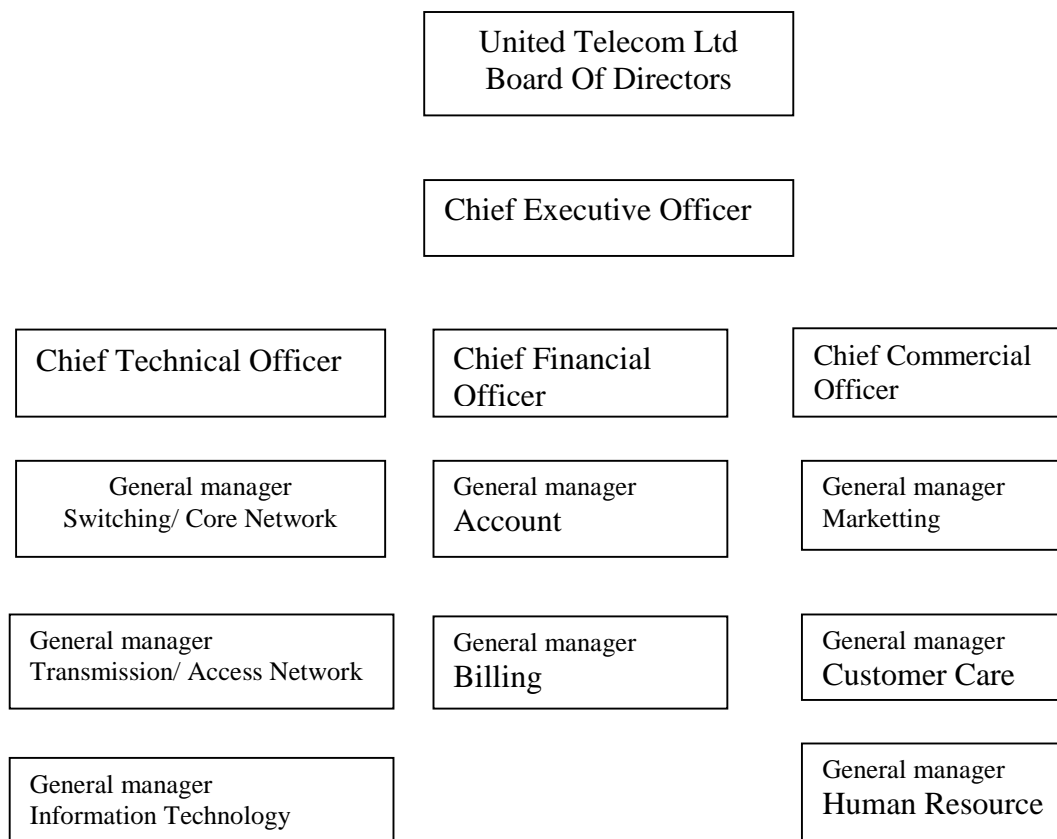 United Telecom Ltd
Board Of Directors
Chief Executive Officer
Chief Technical Officer
Chief Financial
Officer
Chief Commercial
Officer
General manager
Switching/ Core Network
General manager
Account
General manager
Marketting
General manager
Transmission/ Access Network
General manager
Billing
General manager
Customer Care
General manager
Information Technology
General manager
Human Resource